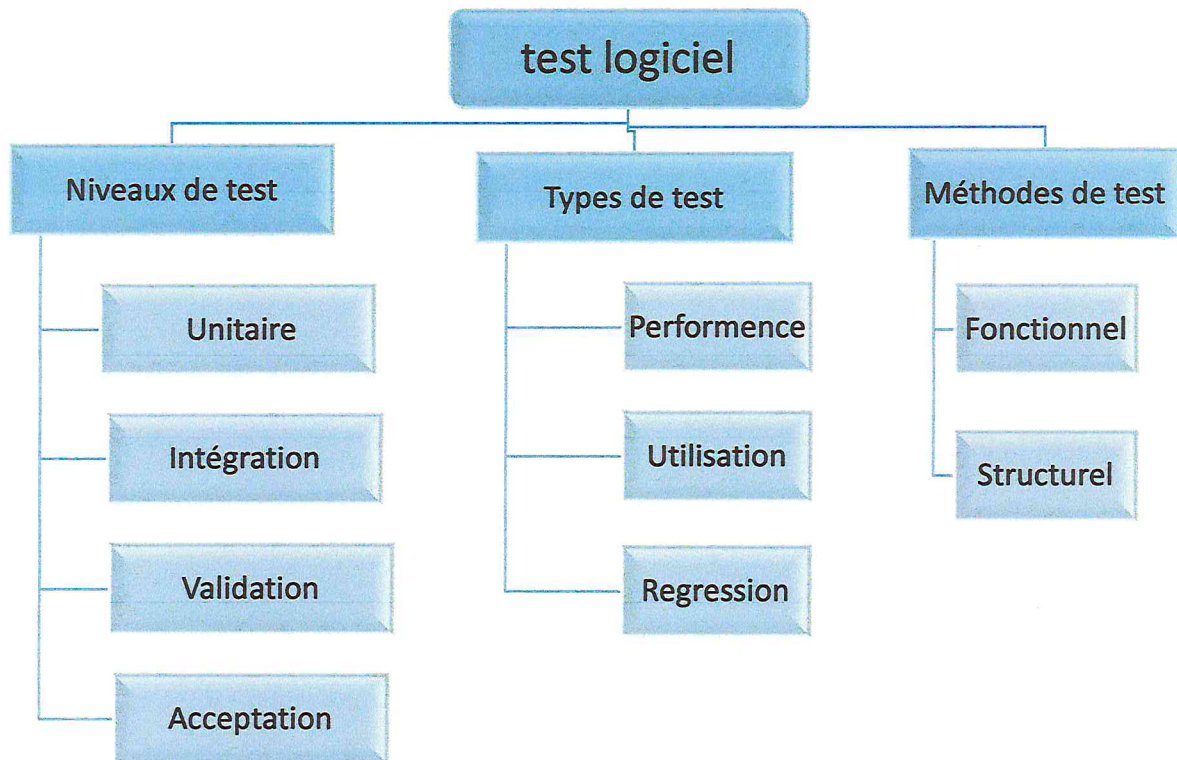 test logiciel
Niveaux de test
Unitaire
Intégration
Validation
Acceptation
Types de test
Performence
Utilisation
Regression
Méthodes de test
Fonctionnel
Structurel